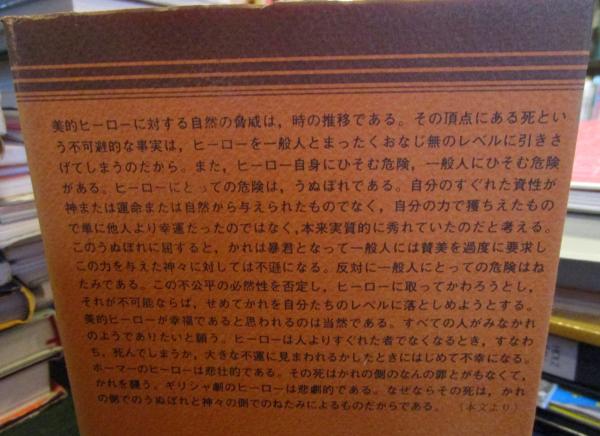 美的ヒーローに対する自然の脅威は，時の推移である。その頂点にある死とい
う不可避的な事実は，ヒーローを一般人とまったくおなじ無のレベルに引きさ
げてしまうのだから。また，ヒーロー自身にひそむ危険，一般人にひそむ危険
がある。ヒーローにとっての危険は，うぬぼれである。自分のすぐれた資性が
神または運命または自然から与えられたものでなく，自分の力で獲ちえたもの
で単に他人より幸運だったのではなく，本来実質的に秀れていたのだと考える。
このうぬぼれに屈すると，かれは暴君となって一般人には賛美を過度に要求し
この力を与えた神々に対しては不遜になる。反対に一般人にとっての危険はね
たみである。この不公平の必然性を否定し，ヒーローに取ってかわろうとし，
それが不可能ならば，せめてかれを自分たちのレベルに落としめようとする。
美的ヒーローが幸福であると思われるのは当然である。すべての人がみなかれ
のようでありたいと願う。ヒーローは人よりすぐれた者でなくなるとき，すなわ
ち，死んでしまうか，大きな不運に見まわれるかしたときにはじめて不幸になる。
ホーマーのヒーローは悲壮的である。その死はかれの側のなんの罪とがもなくて，
かれを襲う。ギリシャ劇のヒーローは悲劇的である。なぜならその死は，かれ
の側でのうぬぼれと神々の側でのねたみによるものだからである。 （本文より）